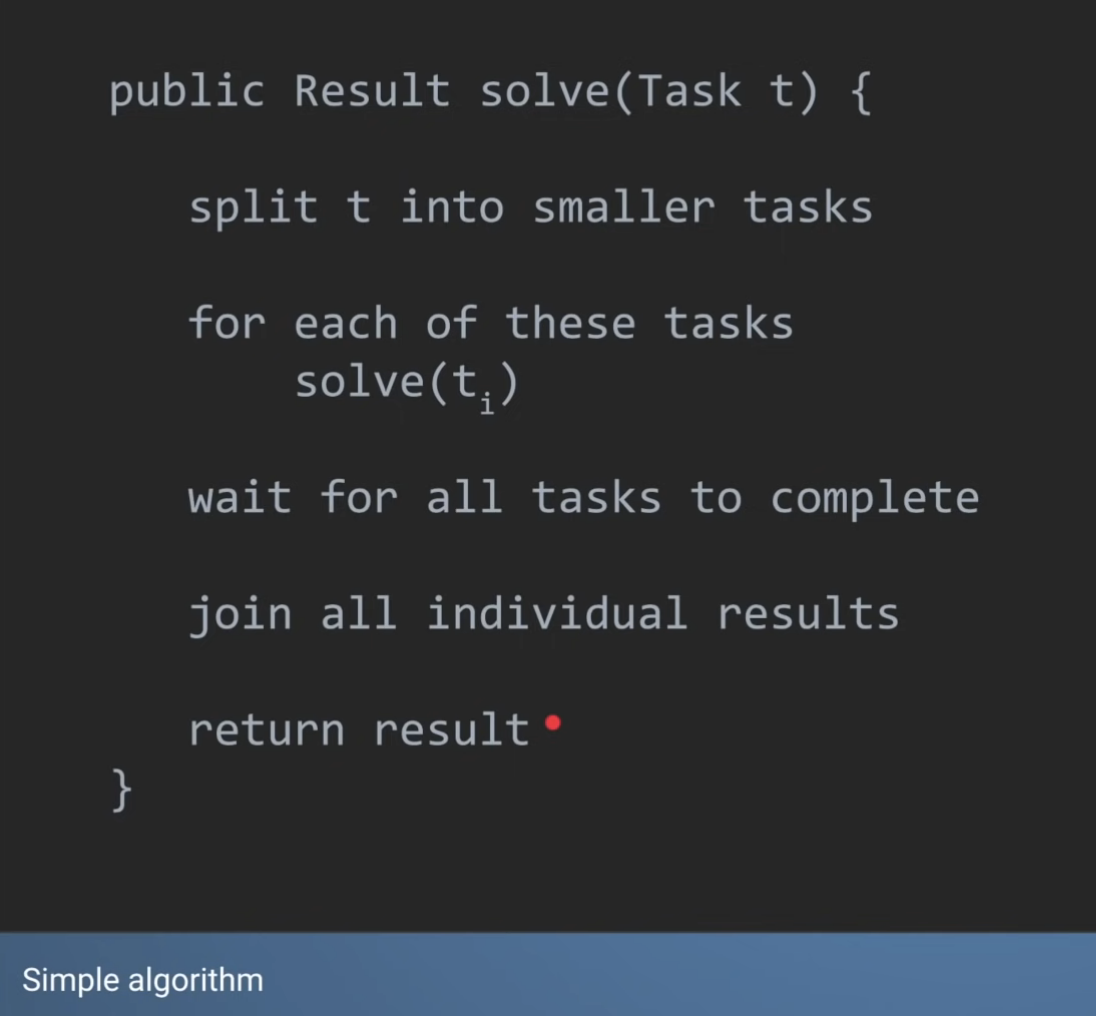 public Result solve(Task t) {
split t into smaller tasks
for each of these tasks
solve(tᵢ)
wait for all tasks to complete
join all individual results
return result
}
Simple algorithm